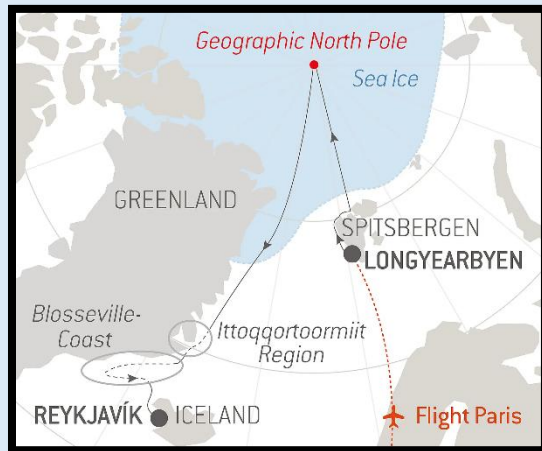 Geographic North Pole
Sea Ice
GREENLAND
SPITSBERGEN
LONGYEARBYEN
Blosseville-
Coast
Ittoqqortoormiit
Region
REYKJAVÍK
ICELAND
Flight Paris